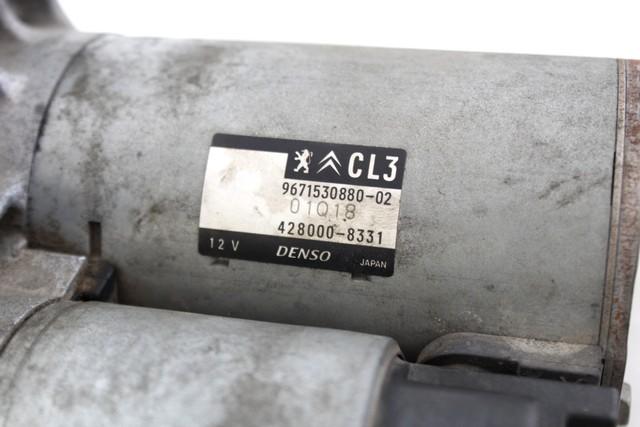 CL3
9671530880-02
01Q18
428000-8331
12 V
DENSO
JAPAN